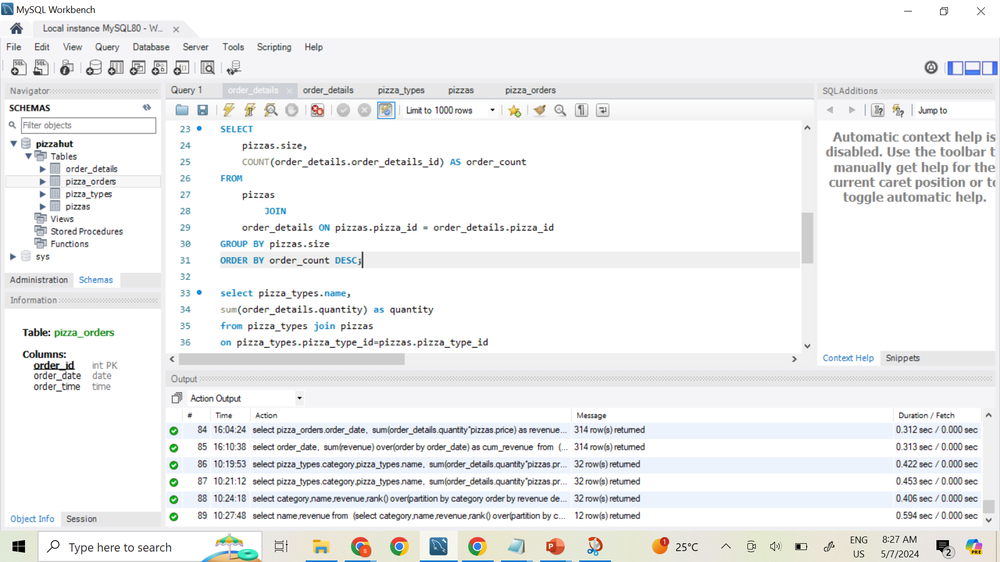 MySQL Workbench
Local instance MySQL80 - W...
File Edit View Query Database Server Tools Scripting Help
Navigator
SCHEMAS
Filter objects
pizzahut
Tables
order_details
pizza_orders
pizza_types
pizzas
Views
Stored Procedures
Functions
sys
Administration Schemas
Information
Table: pizza_orders
Columns:
order_id int PK
order_date date
order_time time
Object Info Session
Query 1 order_details order_details pizza_types pizzas pizza_orders
Limit to 1000 rows
23 SELECT
24 pizzas.size,
25 COUNT(order_details.order_details_id) AS order_count
26 FROM
27 pizzas
28 JOIN
29 order_details ON pizzas.pizza_id = order_details.pizza_id
30 GROUP BY pizzas.size
31 ORDER BY order_count DESC;
32
33 select pizza_types.name,
34 sum(order_details.quantity) as quantity
35 from pizza_types join pizzas
36 on pizza_types.pizza_type_id=pizzas.pizza_type_id
SQLAdditions
Jump to
Automatic context help is
disabled. Use the toolbar t
manually get help for the
current caret position or to
toggle automatic help.
Context Help Snippets
Output
Action Output
# Time Action Message Duration / Fetch
84 16:04:24 select pizza_orders.order_date, sum(order_details.quantity*pizzas.price) as revenue... 314 row(s) returned 0.312 sec / 0.000 sec
85 16:10:38 select order_date, sum(revenue) over(order by order_date) as cum_revenue from (... 314 row(s) returned 0.313 sec / 0.000 sec
86 10:19:53 select pizza_types.category,pizza_types.name, sum(order_details.quantity*pizzas.pr... 32 row(s) returned 0.422 sec / 0.000 sec
87 10:21:12 select pizza_types.category,pizza_types.name, sum(order_details.quantity*pizzas.pr... 32 row(s) returned 0.453 sec / 0.000 sec
88 10:24:18 select category,name,revenue,rank() over(partition by category order by revenue de... 32 row(s) returned 0.406 sec / 0.000 sec
89 10:27:48 select name,revenue from (select category,name,revenue,rank() over(partition by c... 12 row(s) returned 0.594 sec / 0.000 sec
Type here to search
1
25°C
ENG
US
8:27 AM
5/7/2024
2
PRE